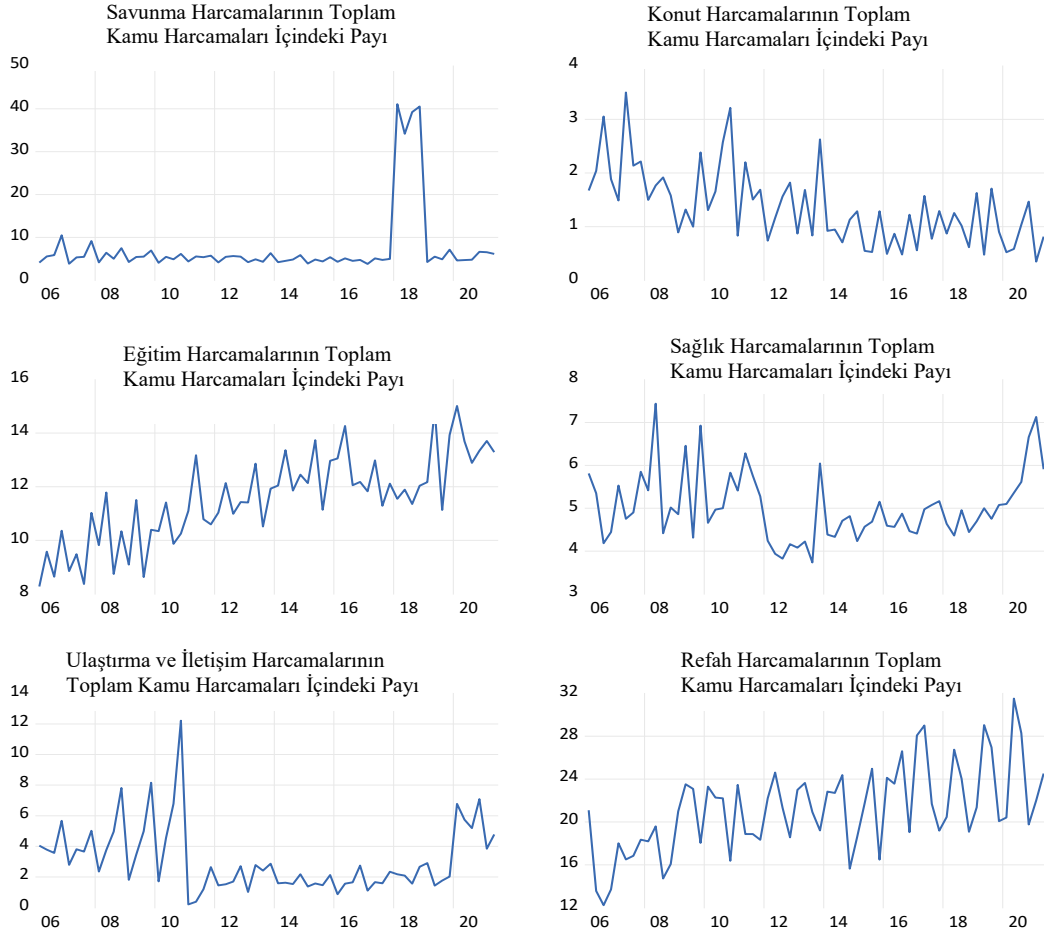 Savunma Harcamalarının Toplam
Kamu Harcamaları İçindeki Payı
50
40
30
20
10
0
06 08 10 12 14 16 18 20
Konut Harcamalarının Toplam
Kamu Harcamaları İçindeki Payı
4
3
2
1
0
06 08 10 12 14 16 18 20
Eğitim Harcamalarının Toplam
Kamu Harcamaları İçindeki Payı
16
14
12
10
8
06 08 10 12 14 16 18 20
Sağlık Harcamalarının Toplam
Kamu Harcamaları İçindeki Payı
8
7
6
5
4
3
06 08 10 12 14 16 18 20
Ulaştırma ve İletişim Harcamalarının
Toplam Kamu Harcamaları İçindeki Payı
14
12
10
8
6
4
2
0
06 08 10 12 14 16 18 20
Refah Harcamalarının Toplam
Kamu Harcamaları İçindeki Payı
32
28
24
20
16
12
06 08 10 12 14 16 18 20